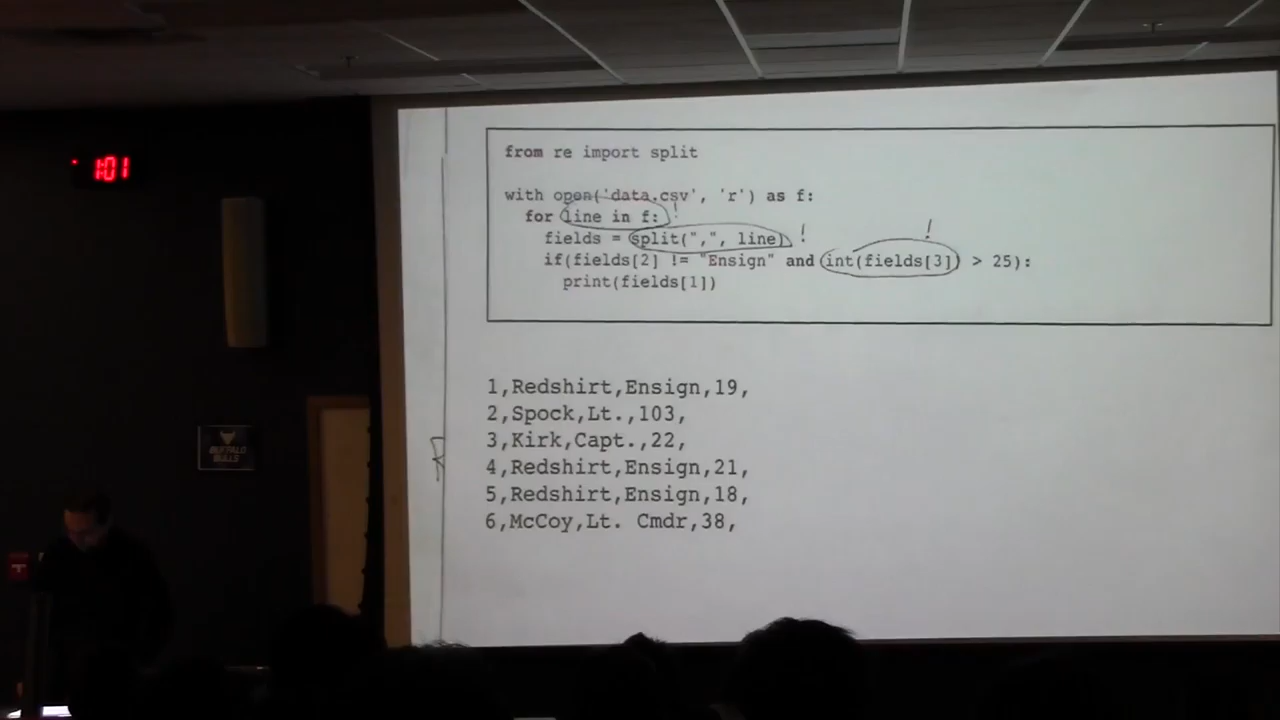 1:01
BUFFALO
BULLS
from re import split
with open('data.csv', 'r') as f:
for line in f: !
fields = split(",", line) !
!
if(fields[2] != "Ensign" and int(fields[3]) > 25):
print(fields[1])
1,Redshirt,Ensign,19,
2,Spock,Lt.,103,
3,Kirk,Capt.,22,
4,Redshirt,Ensign,21,
5,Redshirt,Ensign,18,
6,McCoy,Lt. Cmdr,38,